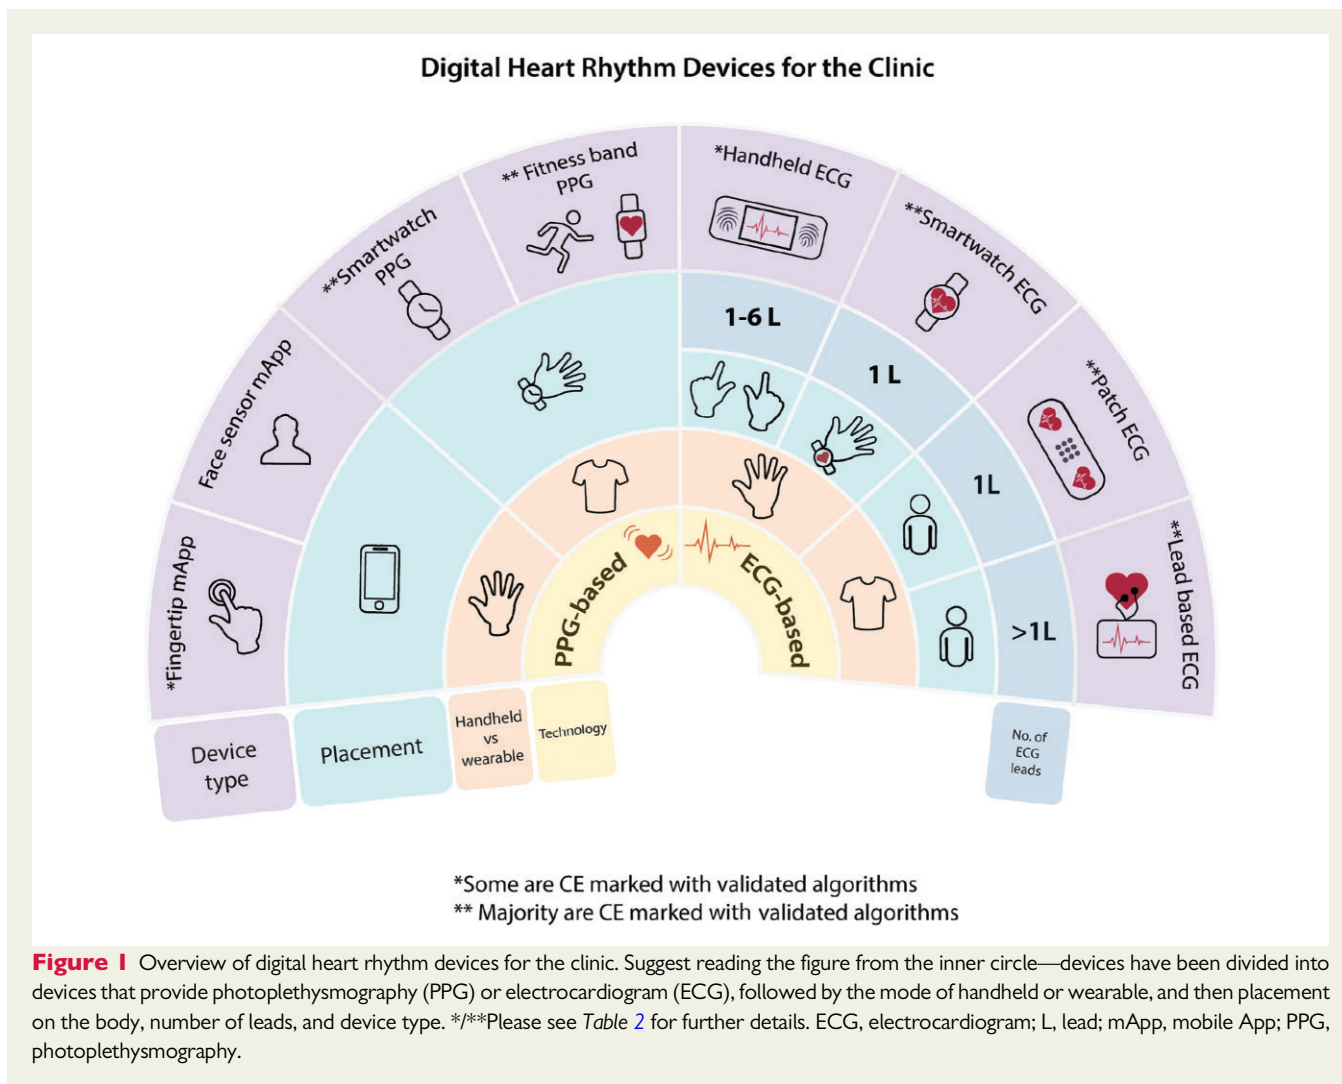 Digital Heart Rhythm Devices for the Clinic
*Fingertip mApp
Face sensor mApp
**Smartwatch
PPG
** Fitness band
PPG
*Handheld ECG
**Smartwatch ECG
**Patch ECG
**Lead based ECG
1-6 L
1 L
1L
>1L
PPG-based
ECG-based
Device
type
Placement
Handheld
vs
wearable
Technology
No. of
ECG
leads
*Some are CE marked with validated algorithms
** Majority are CE marked with validated algorithms
Figure 1 Overview of digital heart rhythm devices for the clinic. Suggest reading the figure from the inner circle—devices have been divided into
devices that provide photoplethysmography (PPG) or electrocardiogram (ECG), followed by the mode of handheld or wearable, and then placement
on the body, number of leads, and device type. */**Please see Table 2 for further details. ECG, electrocardiogram; L, lead; mApp, mobile App; PPG,
photoplethysmography.